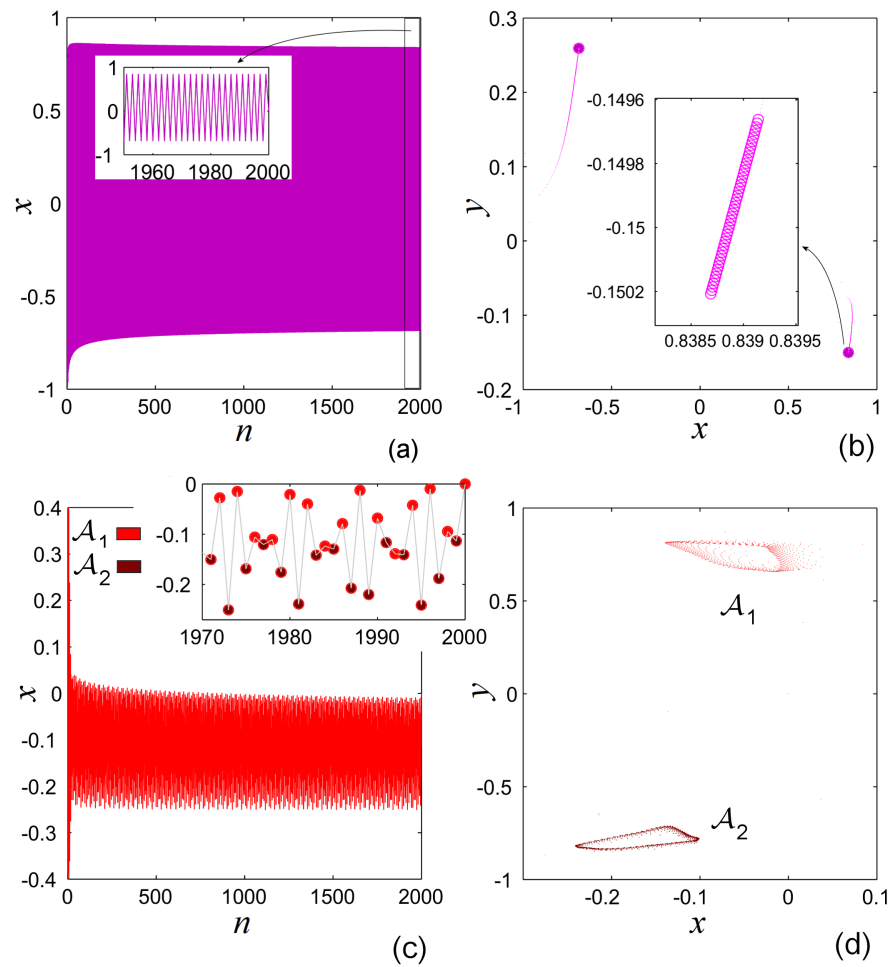 1
0.5
0
-0.5
-1
x
1
0
-1
1960 1980 2000
0 500 1000 1500 2000
n
(a)
0.3
0.2
0.1
0
-0.1
-0.2
y
-0.1496
-0.1498
-0.15
-0.1502
0.8385 0.839 0.8395
-1 -0.5 0 0.5 1
x
(b)
0.4
0.3
0.2
0.1
0
-0.1
-0.2
-0.3
-0.4
x
A1
A2
0
-0.1
-0.2
1970 1980 1990 2000
0 500 1000 1500 2000
n
(c)
1
0.5
0
-0.5
-1
y
A1
A2
-0.2 -0.1 0 0.1
x
(d)